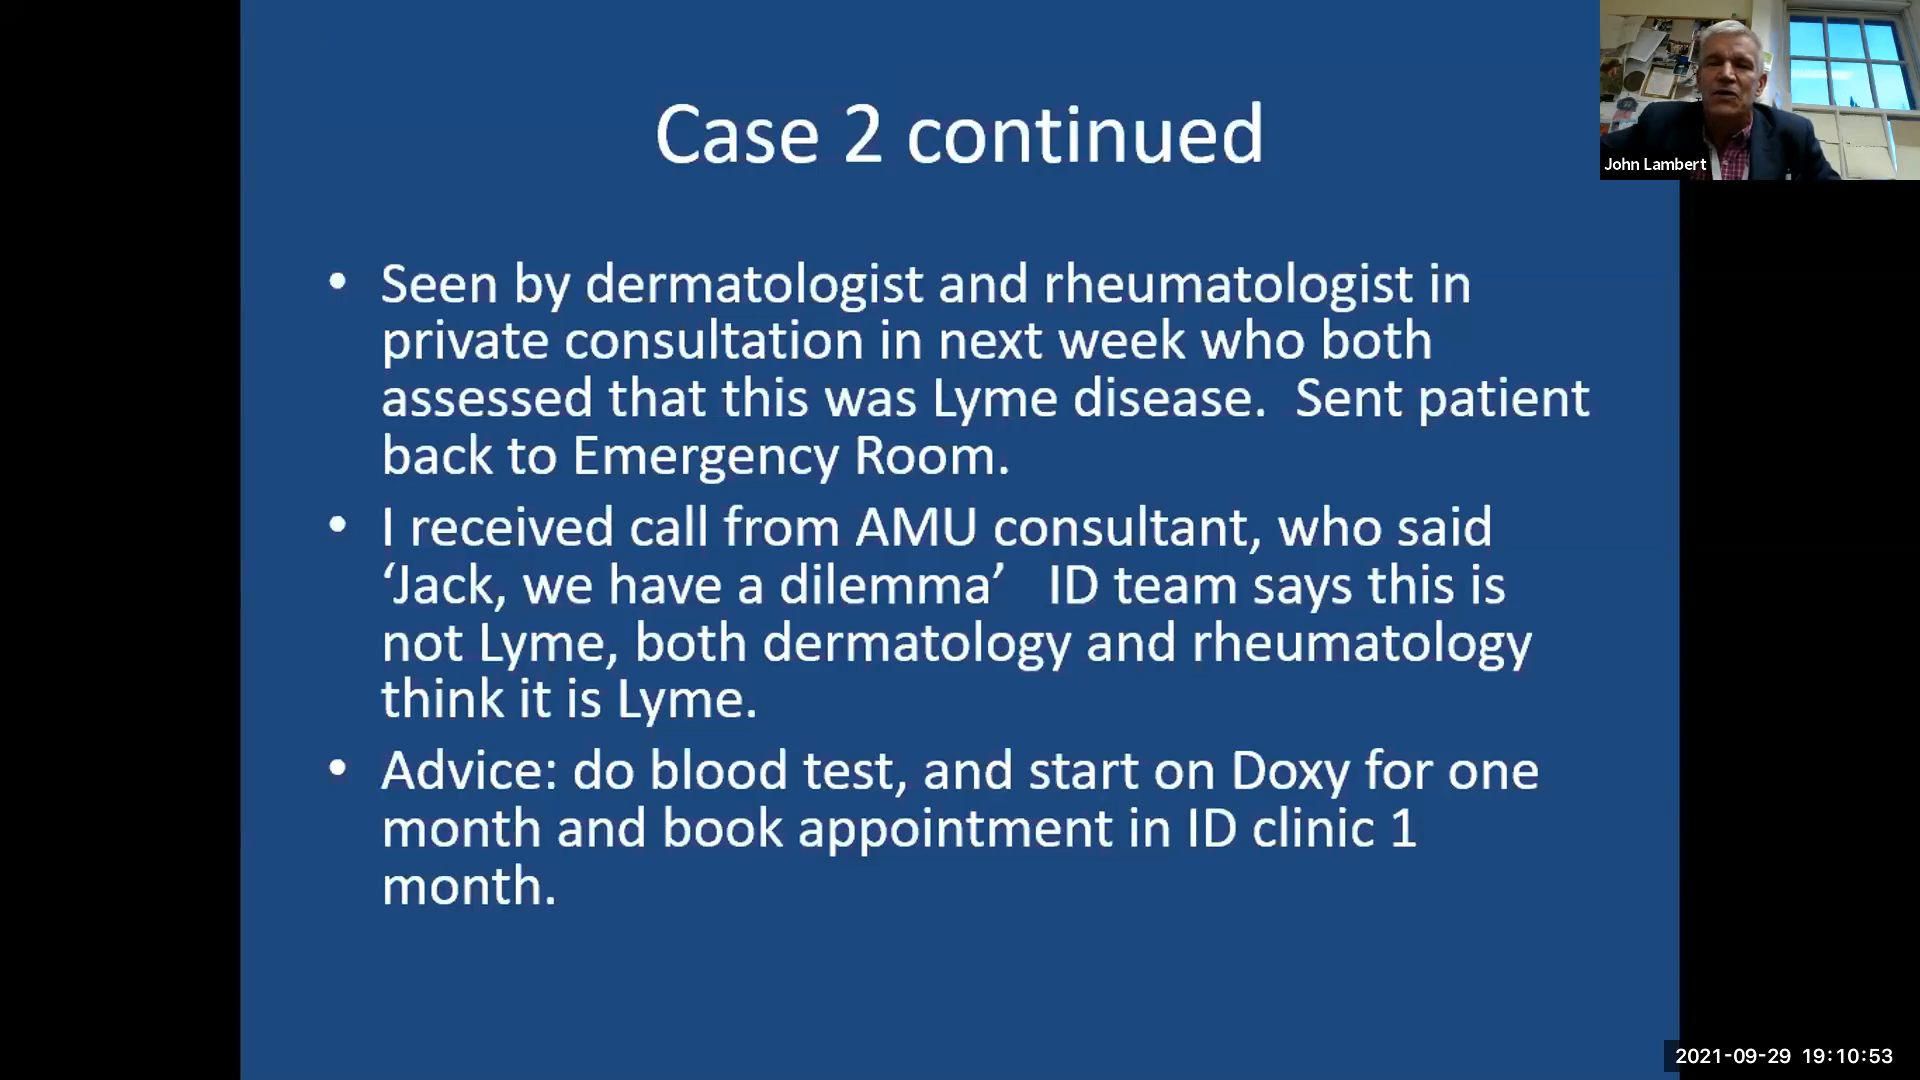 Case 2 continued
John Lambert
• Seen by dermatologist and rheumatologist in
private consultation in next week who both
assessed that this was Lyme disease.  Sent patient
back to Emergency Room.
• I received call from AMU consultant, who said
‘Jack, we have a dilemma’   ID team says this is
not Lyme, both dermatology and rheumatology
think it is Lyme.
• Advice: do blood test, and start on Doxy for one
month and book appointment in ID clinic 1
month.
2021-09-29 19:10:53